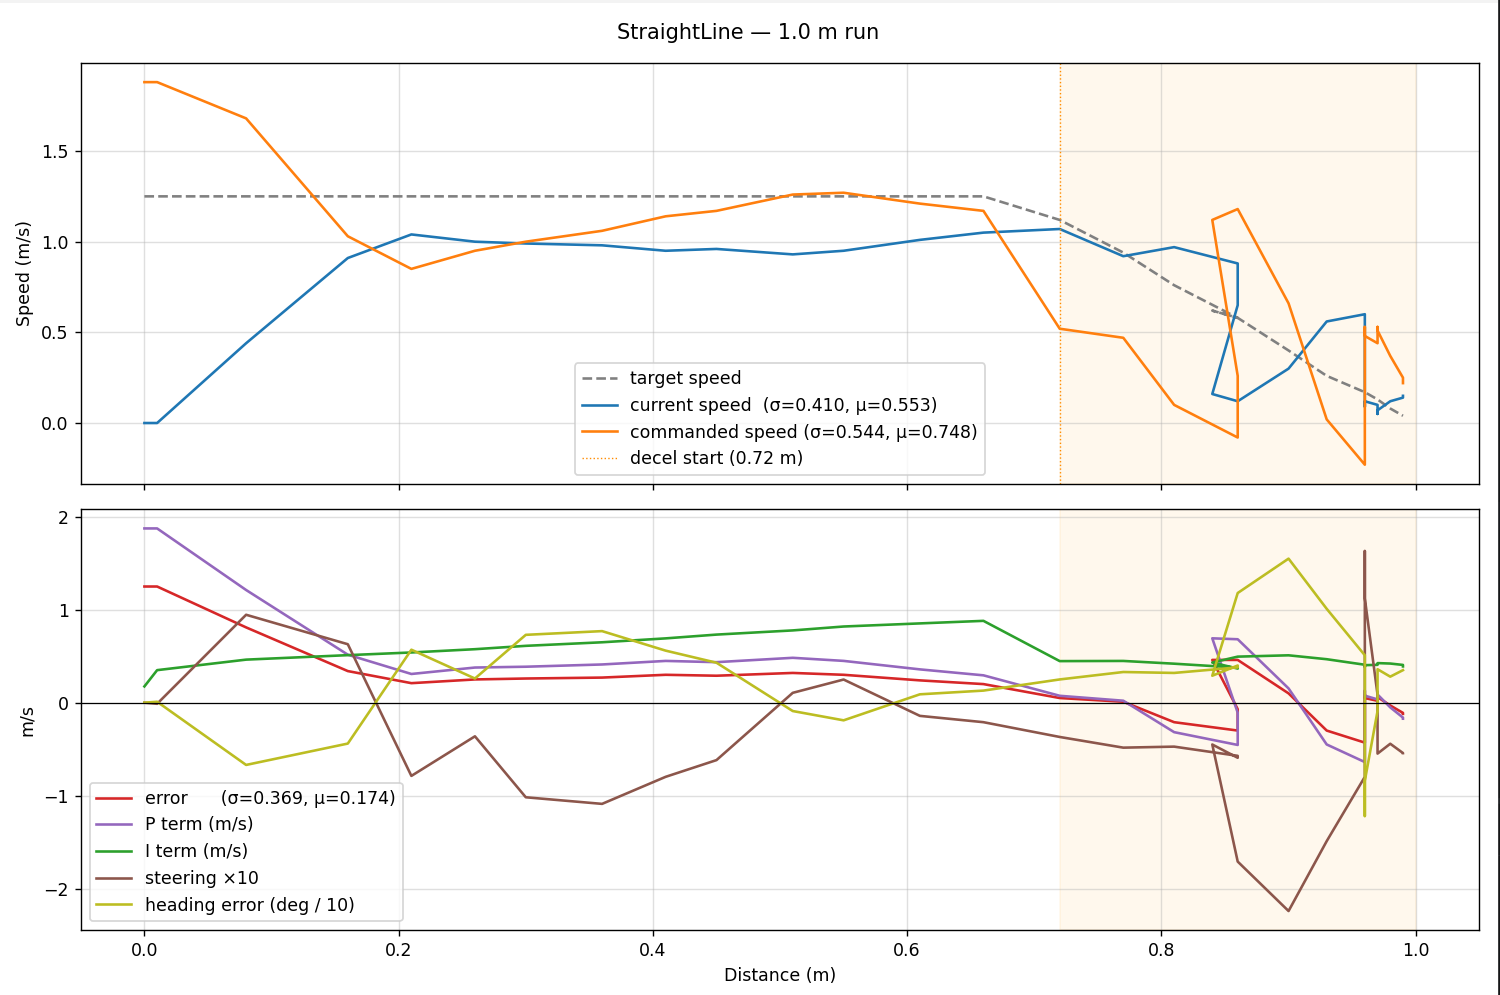 StraightLine — 1.0 m run
Speed (m/s)
1.5
1.0
0.5
0.0
target speed
current speed  (σ=0.410, μ=0.553)
commanded speed (σ=0.544, μ=0.748)
decel start (0.72 m)
m/s
2
1
0
−1
−2
error      (σ=0.369, μ=0.174)
P term (m/s)
I term (m/s)
steering ×10
heading error (deg / 10)
0.0 0.2 0.4 0.6 0.8 1.0
Distance (m)